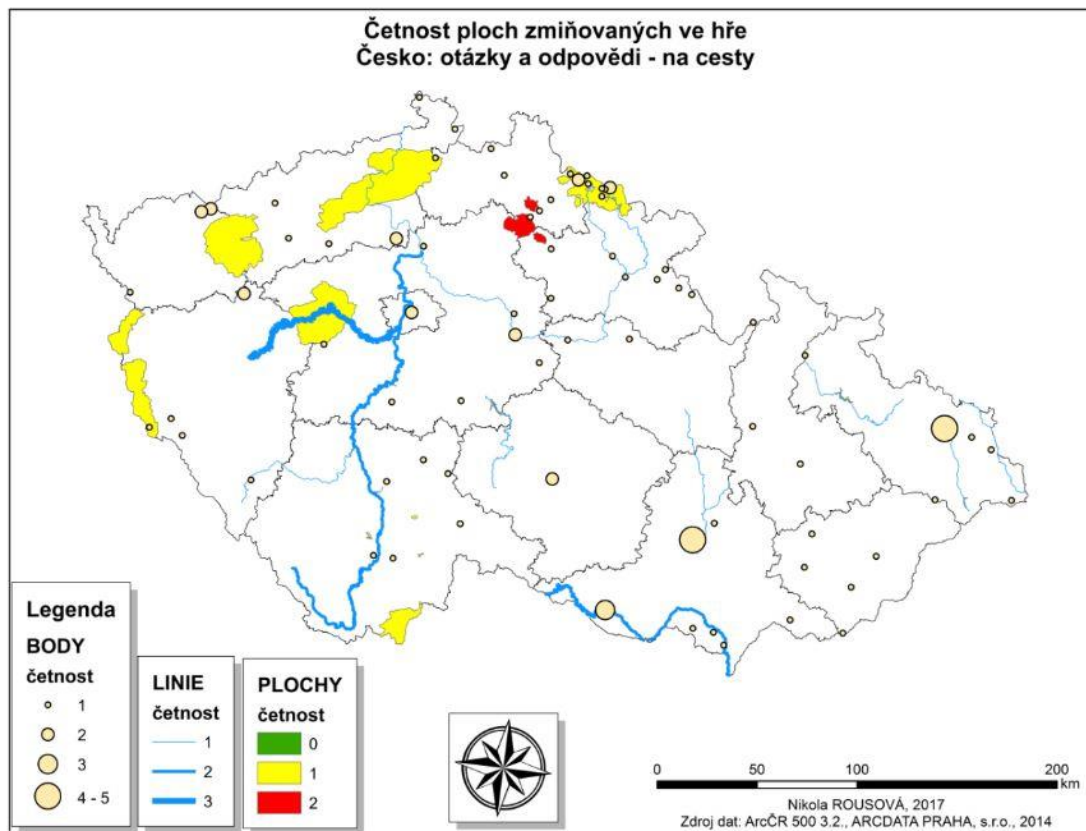 Četnost ploch zmiňovaných ve hře
Česko: otázky a odpovědi - na cesty
Legenda
BODY
četnost
1
2
3
4 - 5
LINIE
četnost
1
2
3
PLOCHY
četnost
0
1
2
0 50 100 200
km
Nikola ROUSOVÁ, 2017
Zdroj dat: ArcČR 500 3.2., ARCDATA PRAHA, s.r.o., 2014